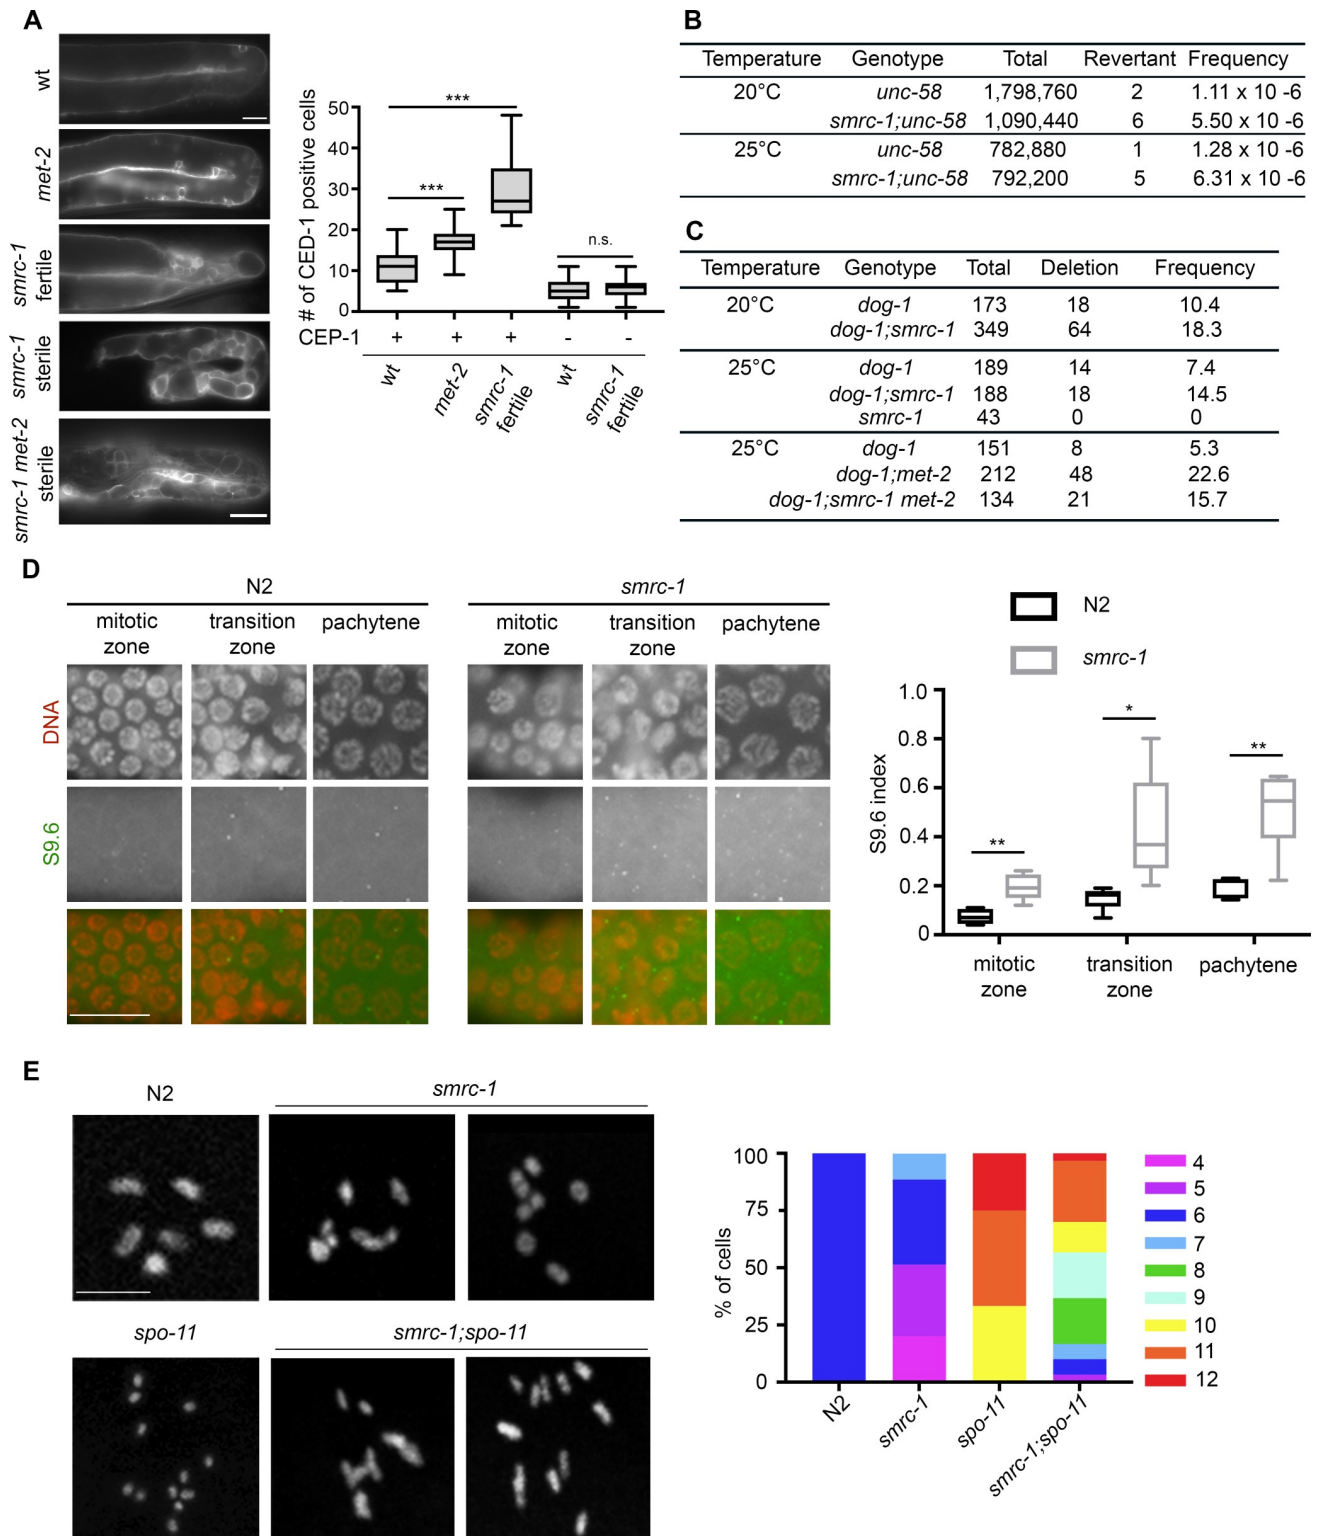 A
wt
met-2
smrc-1
fertile
smrc-1
sterile
smrc-1 met-2
sterile
# of CED-1 positive cells
50
40
30
20
10
0
***
***
n.s.
CEP-1 + + + - -
wt
met-2
smrc-1
fertile
wt
smrc-1
fertile
B
Temperature Genotype Total Revertant Frequency
20°C unc-58 1,798,760 2 1.11 x 10 -6
smrc-1;unc-58 1,090,440 6 5.50 x 10 -6
25°C unc-58 782,880 1 1.28 x 10 -6
smrc-1;unc-58 792,200 5 6.31 x 10 -6
C
Temperature Genotype Total Deletion Frequency
20°C dog-1 173 18 10.4
dog-1;smrc-1 349 64 18.3
25°C dog-1 189 14 7.4
dog-1;smrc-1 188 18 14.5
smrc-1 43 0 0
25°C dog-1 151 8 5.3
dog-1;met-2 212 48 22.6
dog-1;smrc-1 met-2 134 21 15.7
D
N2
mitotic
zone
transition
zone
pachytene
smrc-1
mitotic
zone
transition
zone
pachytene
DNA
S9.6
N2
smrc-1
S9.6 index
1.0
0.8
0.6
0.4
0.2
0
**
*
**
mitotic
zone
transition
zone
pachytene
E
N2
smrc-1
spo-11
smrc-1;spo-11
% of cells
100
75
50
25
0
N2
smrc-1
spo-11
smrc-1;spo-11
4
5
6
7
8
9
10
11
12